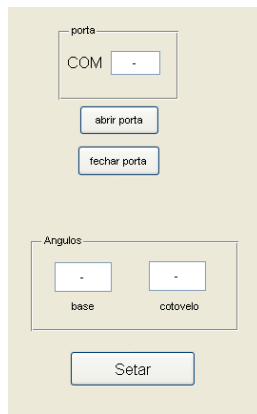 porta
COM -
abrir porta
fechar porta
Angulos
- -
base cotovelo
Setar